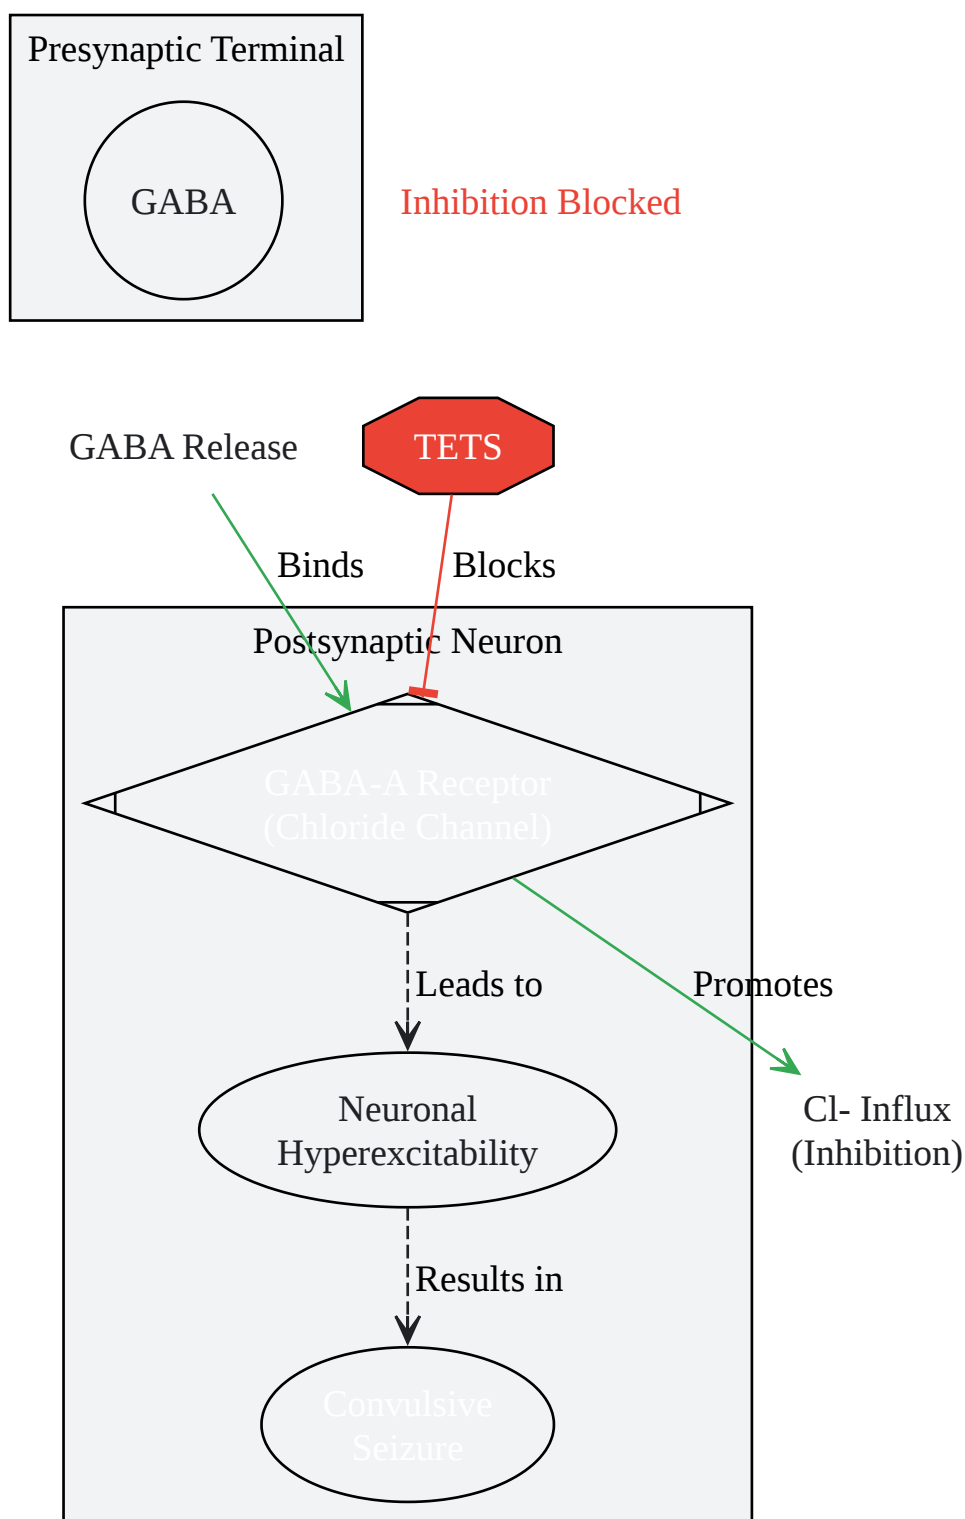 Presynaptic Terminal
GABA
Inhibition Blocked
GABA Release
TETS
Binds
Blocks
Postsynaptic Neuron
GABA-A Receptor
(Chloride Channel)
Leads to
Promotes
Neuronal
Hyperexcitability
Cl- Influx
(Inhibition)
Results in
Convulsive
Seizure